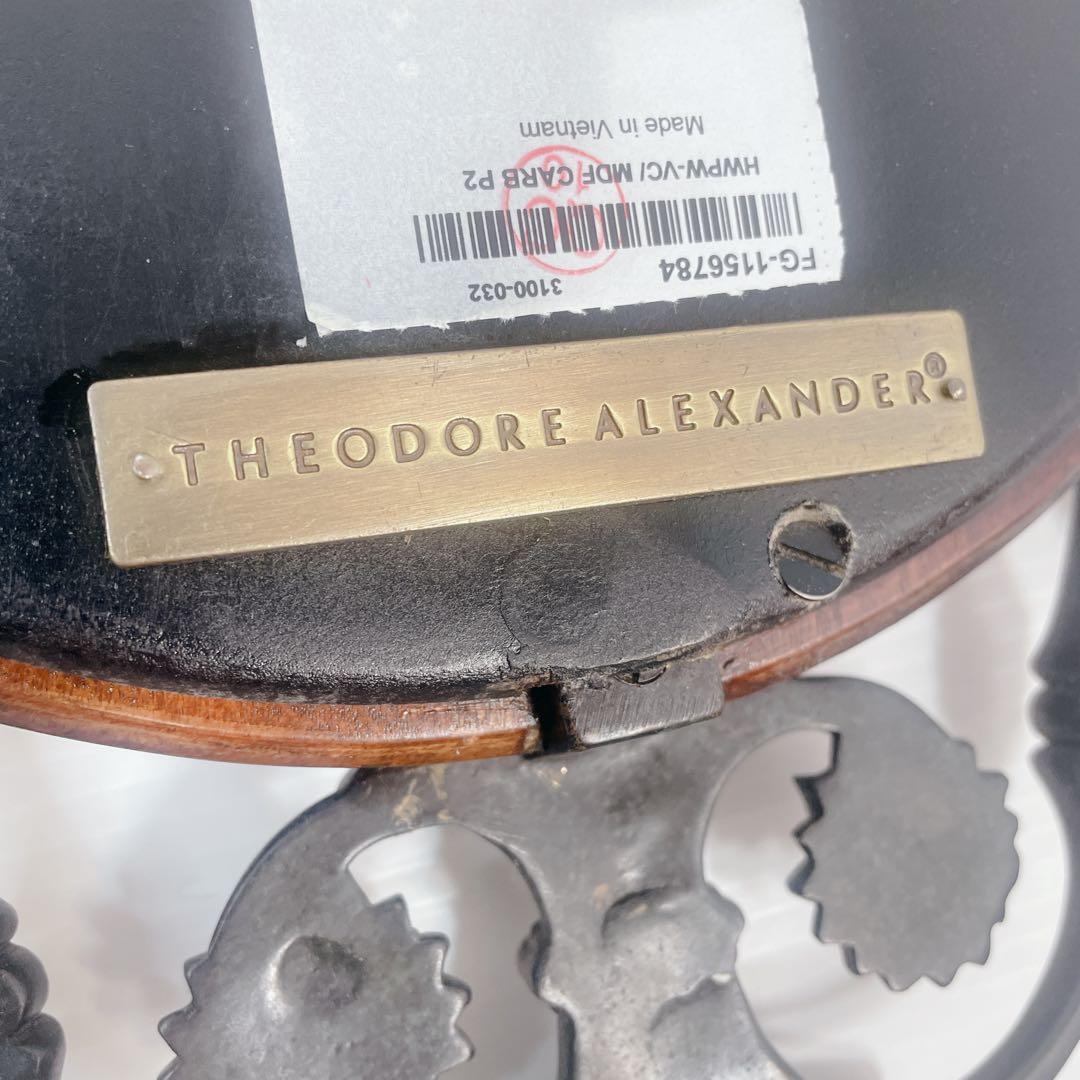 3100-032
FG-1156784
HWPW-VC/ MDF CARB P2
Made in Vietnam
THEODORE ALEXANDER®